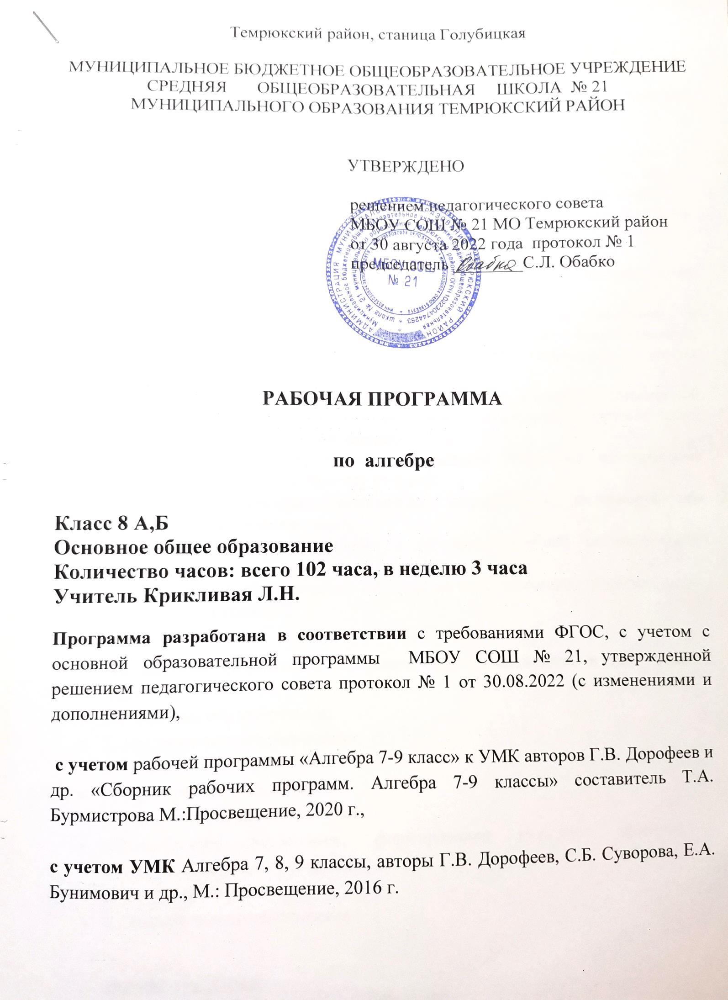 Темрюкский район, станица Голубицкая
МУНИЦИПАЛЬНОЕ БЮДЖЕТНОЕ ОБЩЕОБРАЗОВАТЕЛЬНОЕ УЧРЕЖДЕНИЕ
СРЕДНЯЯ ОБЩЕОБРАЗОВАТЕЛЬНАЯ ШКОЛА № 21
МУНИЦИПАЛЬНОГО ОБРАЗОВАНИЯ ТЕМРЮКСКИЙ РАЙОН
УТВЕРЖДЕНО
решением педагогического совета
МБОУ СОШ № 21 МО Темрюкский район
от 30 августа 2022 года протокол № 1
председатель Обабко С.Л. Обабко
МБОУ СОШ
№ 21
РАБОЧАЯ ПРОГРАММА
по алгебре
Класс 8 А,Б
Основное общее образование
Количество часов: всего 102 часа, в неделю 3 часа
Учитель Крикливая Л.Н.
Программа разработана в соответствии с требованиями ФГОС, с учетом с
основной образовательной программы МБОУ СОШ № 21, утвержденной
решением педагогического совета протокол № 1 от 30.08.2022 (с изменениями и
дополнениями),
с учетом рабочей программы «Алгебра 7-9 класс» к УМК авторов Г.В. Дорофеев и
др. «Сборник рабочих программ. Алгебра 7-9 классы» составитель Т.А.
Бурмистрова М.:Просвещение, 2020 г.,
с учетом УМК Алгебра 7, 8, 9 классы, авторы Г.В. Дорофеев, С.Б. Суворова, Е.А.
Бунимович и др., М.: Просвещение, 2016 г.